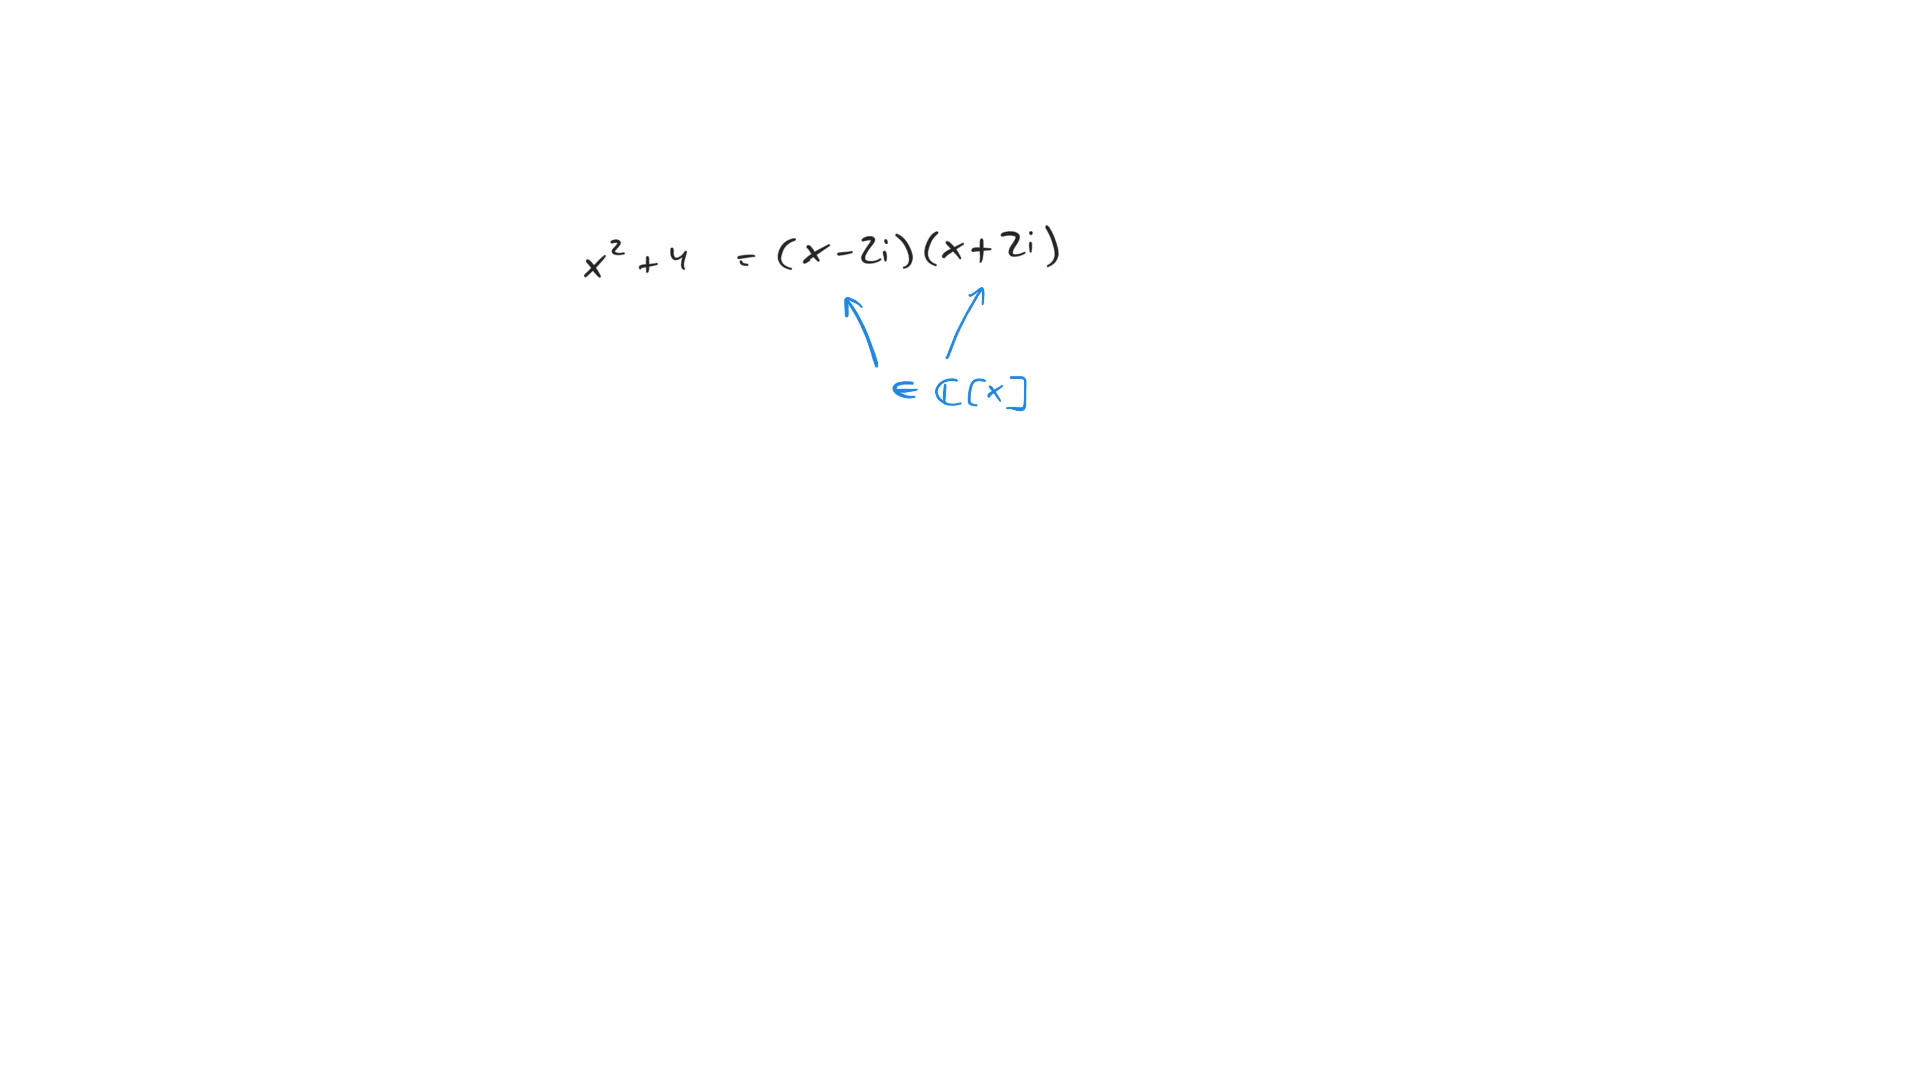 x² + 4 = (x - 2i)(x + 2i)
∈ ℂ[x]